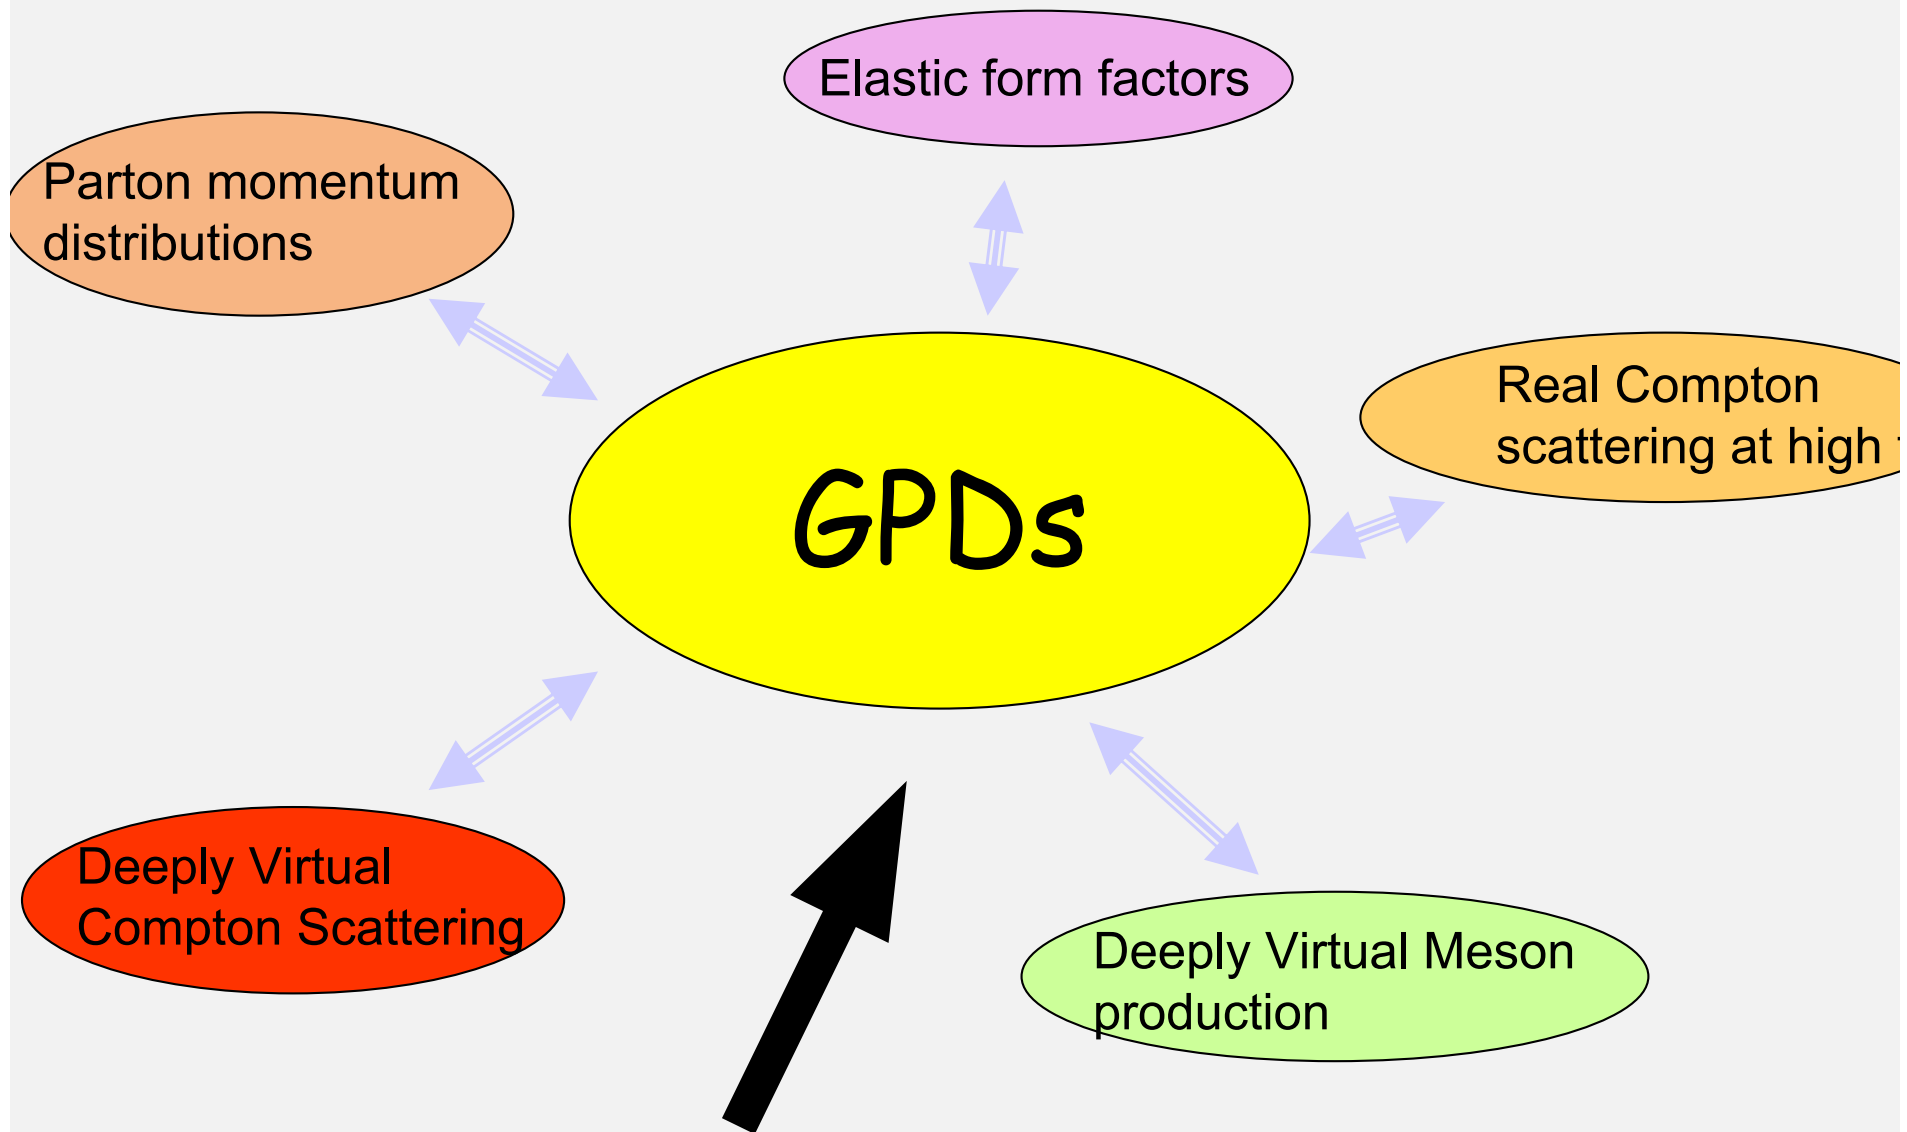 Elastic form factors
Parton momentum
distributions
Real Compton
scattering at high
GPDs
Deeply Virtual
Compton Scattering
Deeply Virtual Meson
production